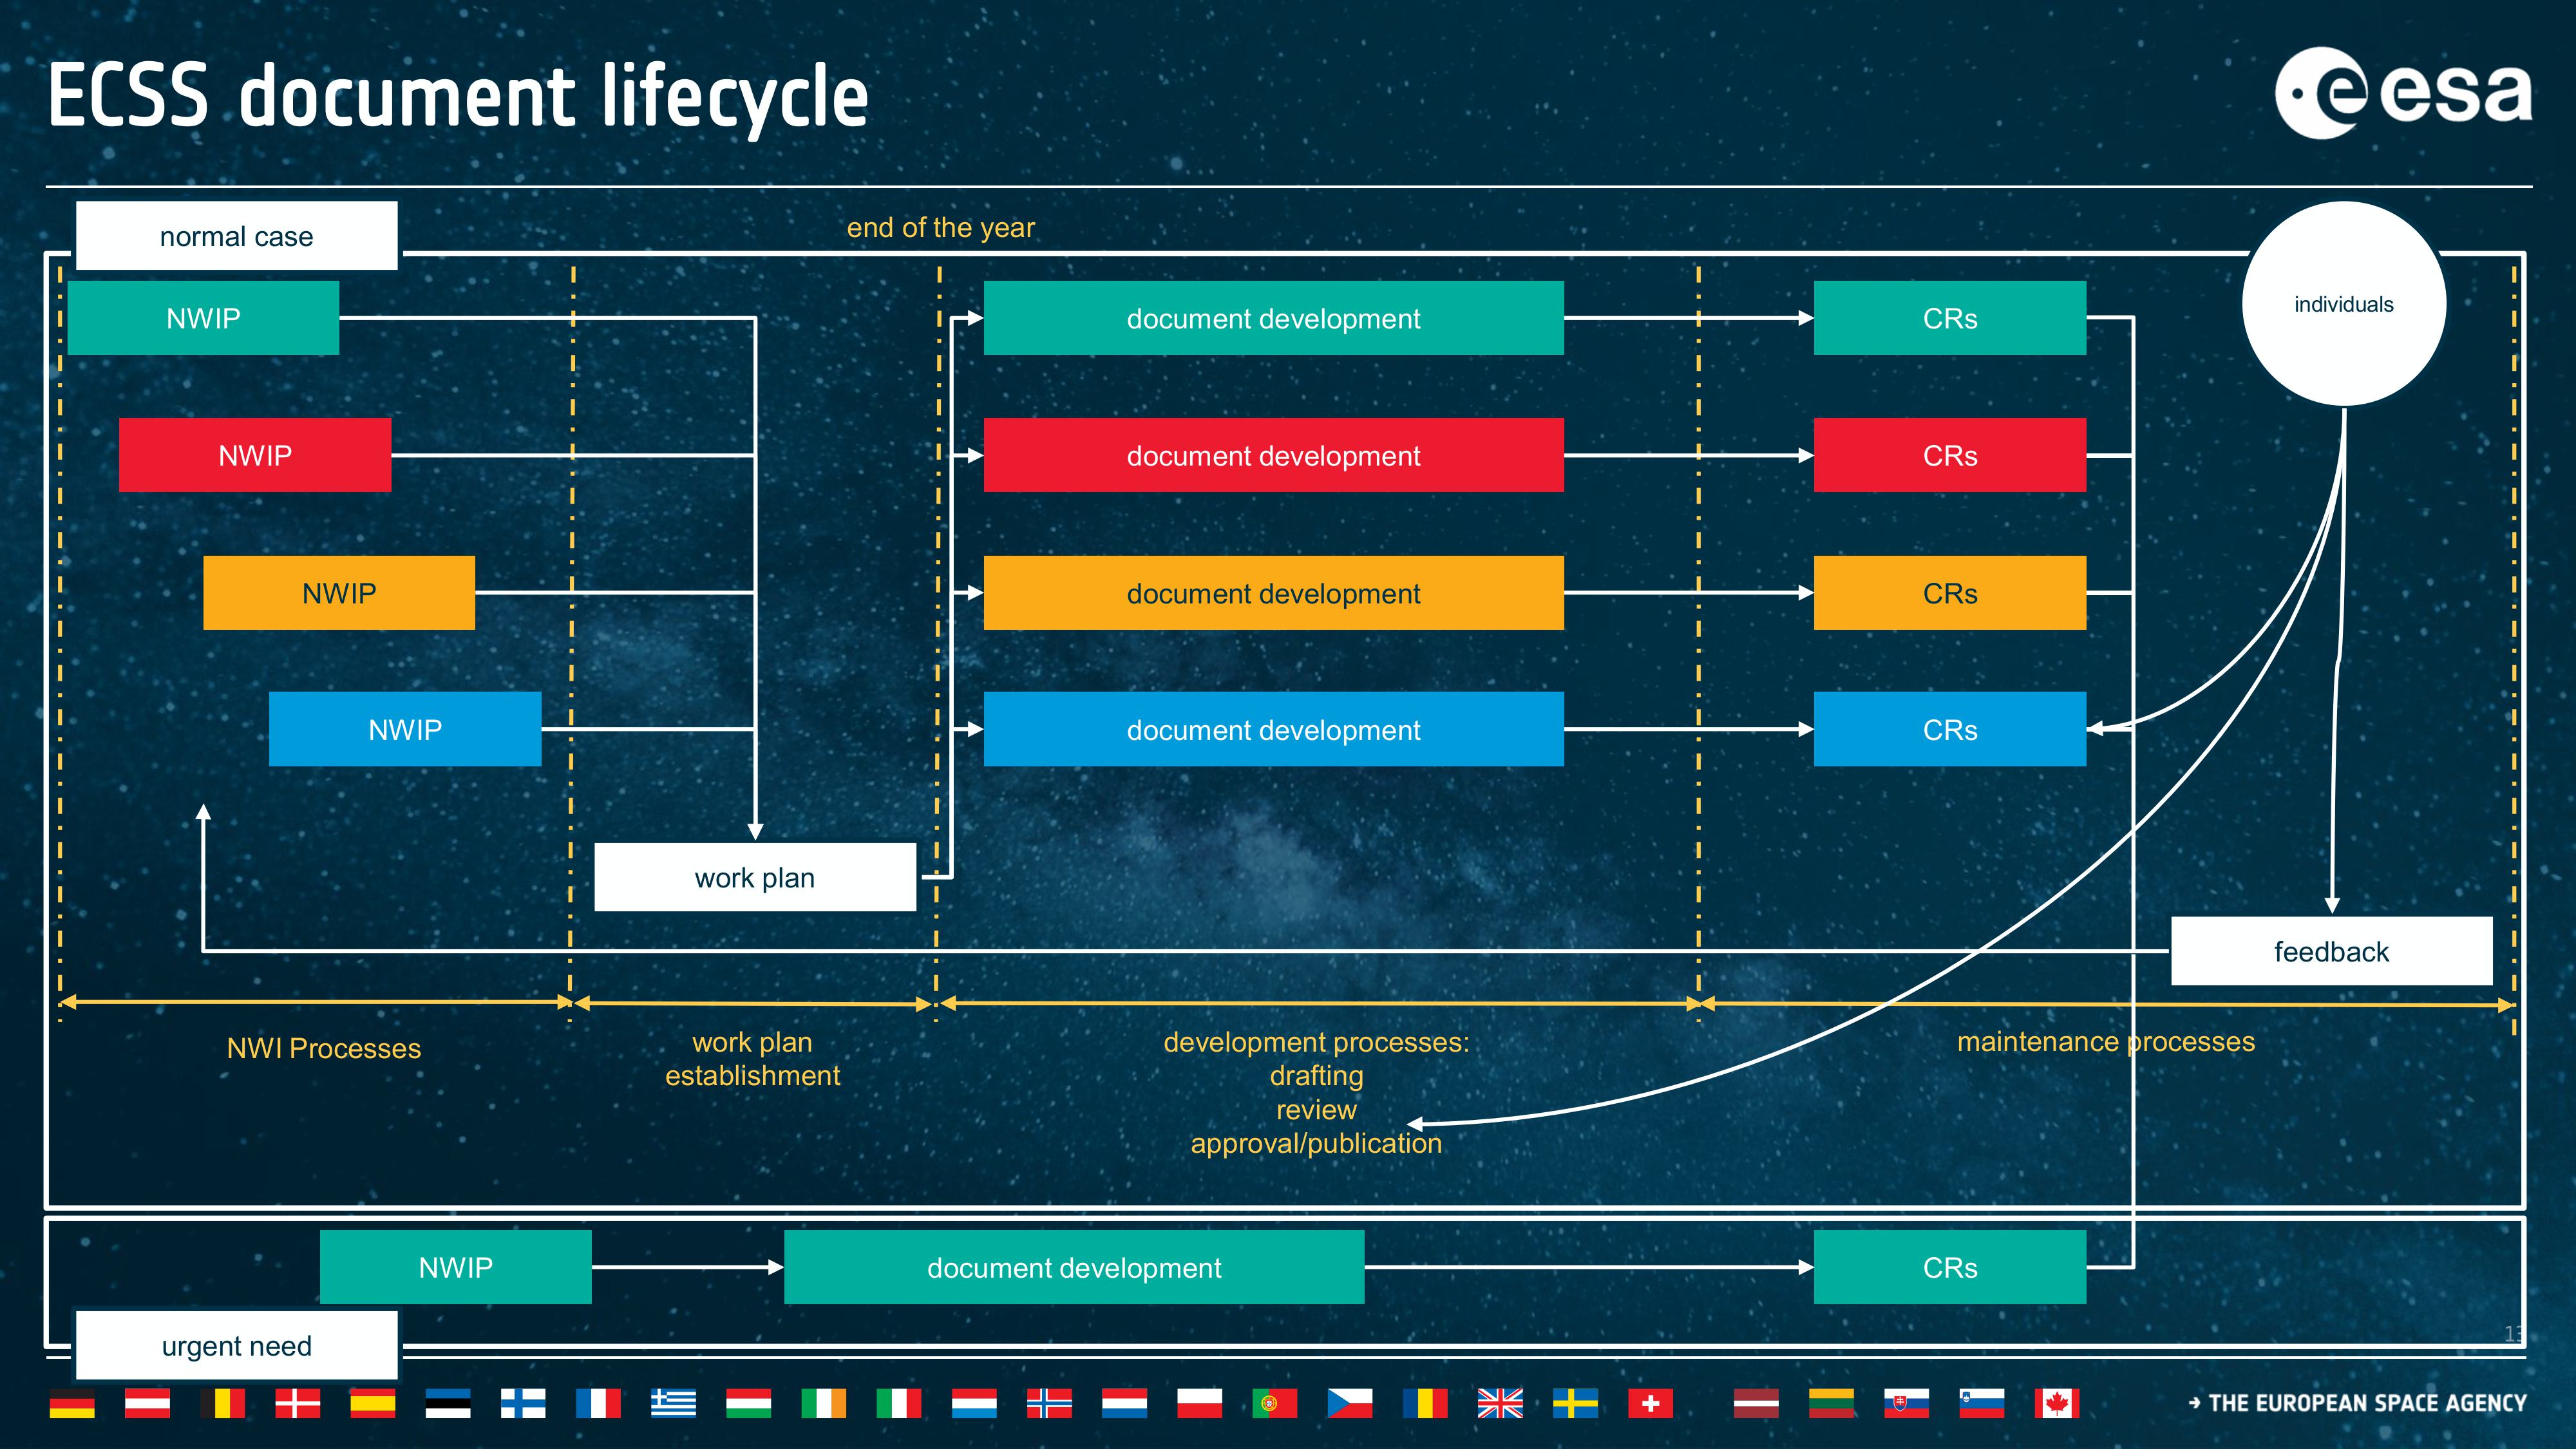 ECSS document lifecycle
esa
normal case
end of the year
individuals
NWIP
document development
CRs
NWIP
document development
CRs
NWIP
document development
CRs
NWIP
document development
CRs
work plan
feedback
NWI Processes
work plan
establishment
development processes:
drafting
review
approval/publication
maintenance processes
NWIP
document development
CRs
urgent need
→ THE EUROPEAN SPACE AGENCY